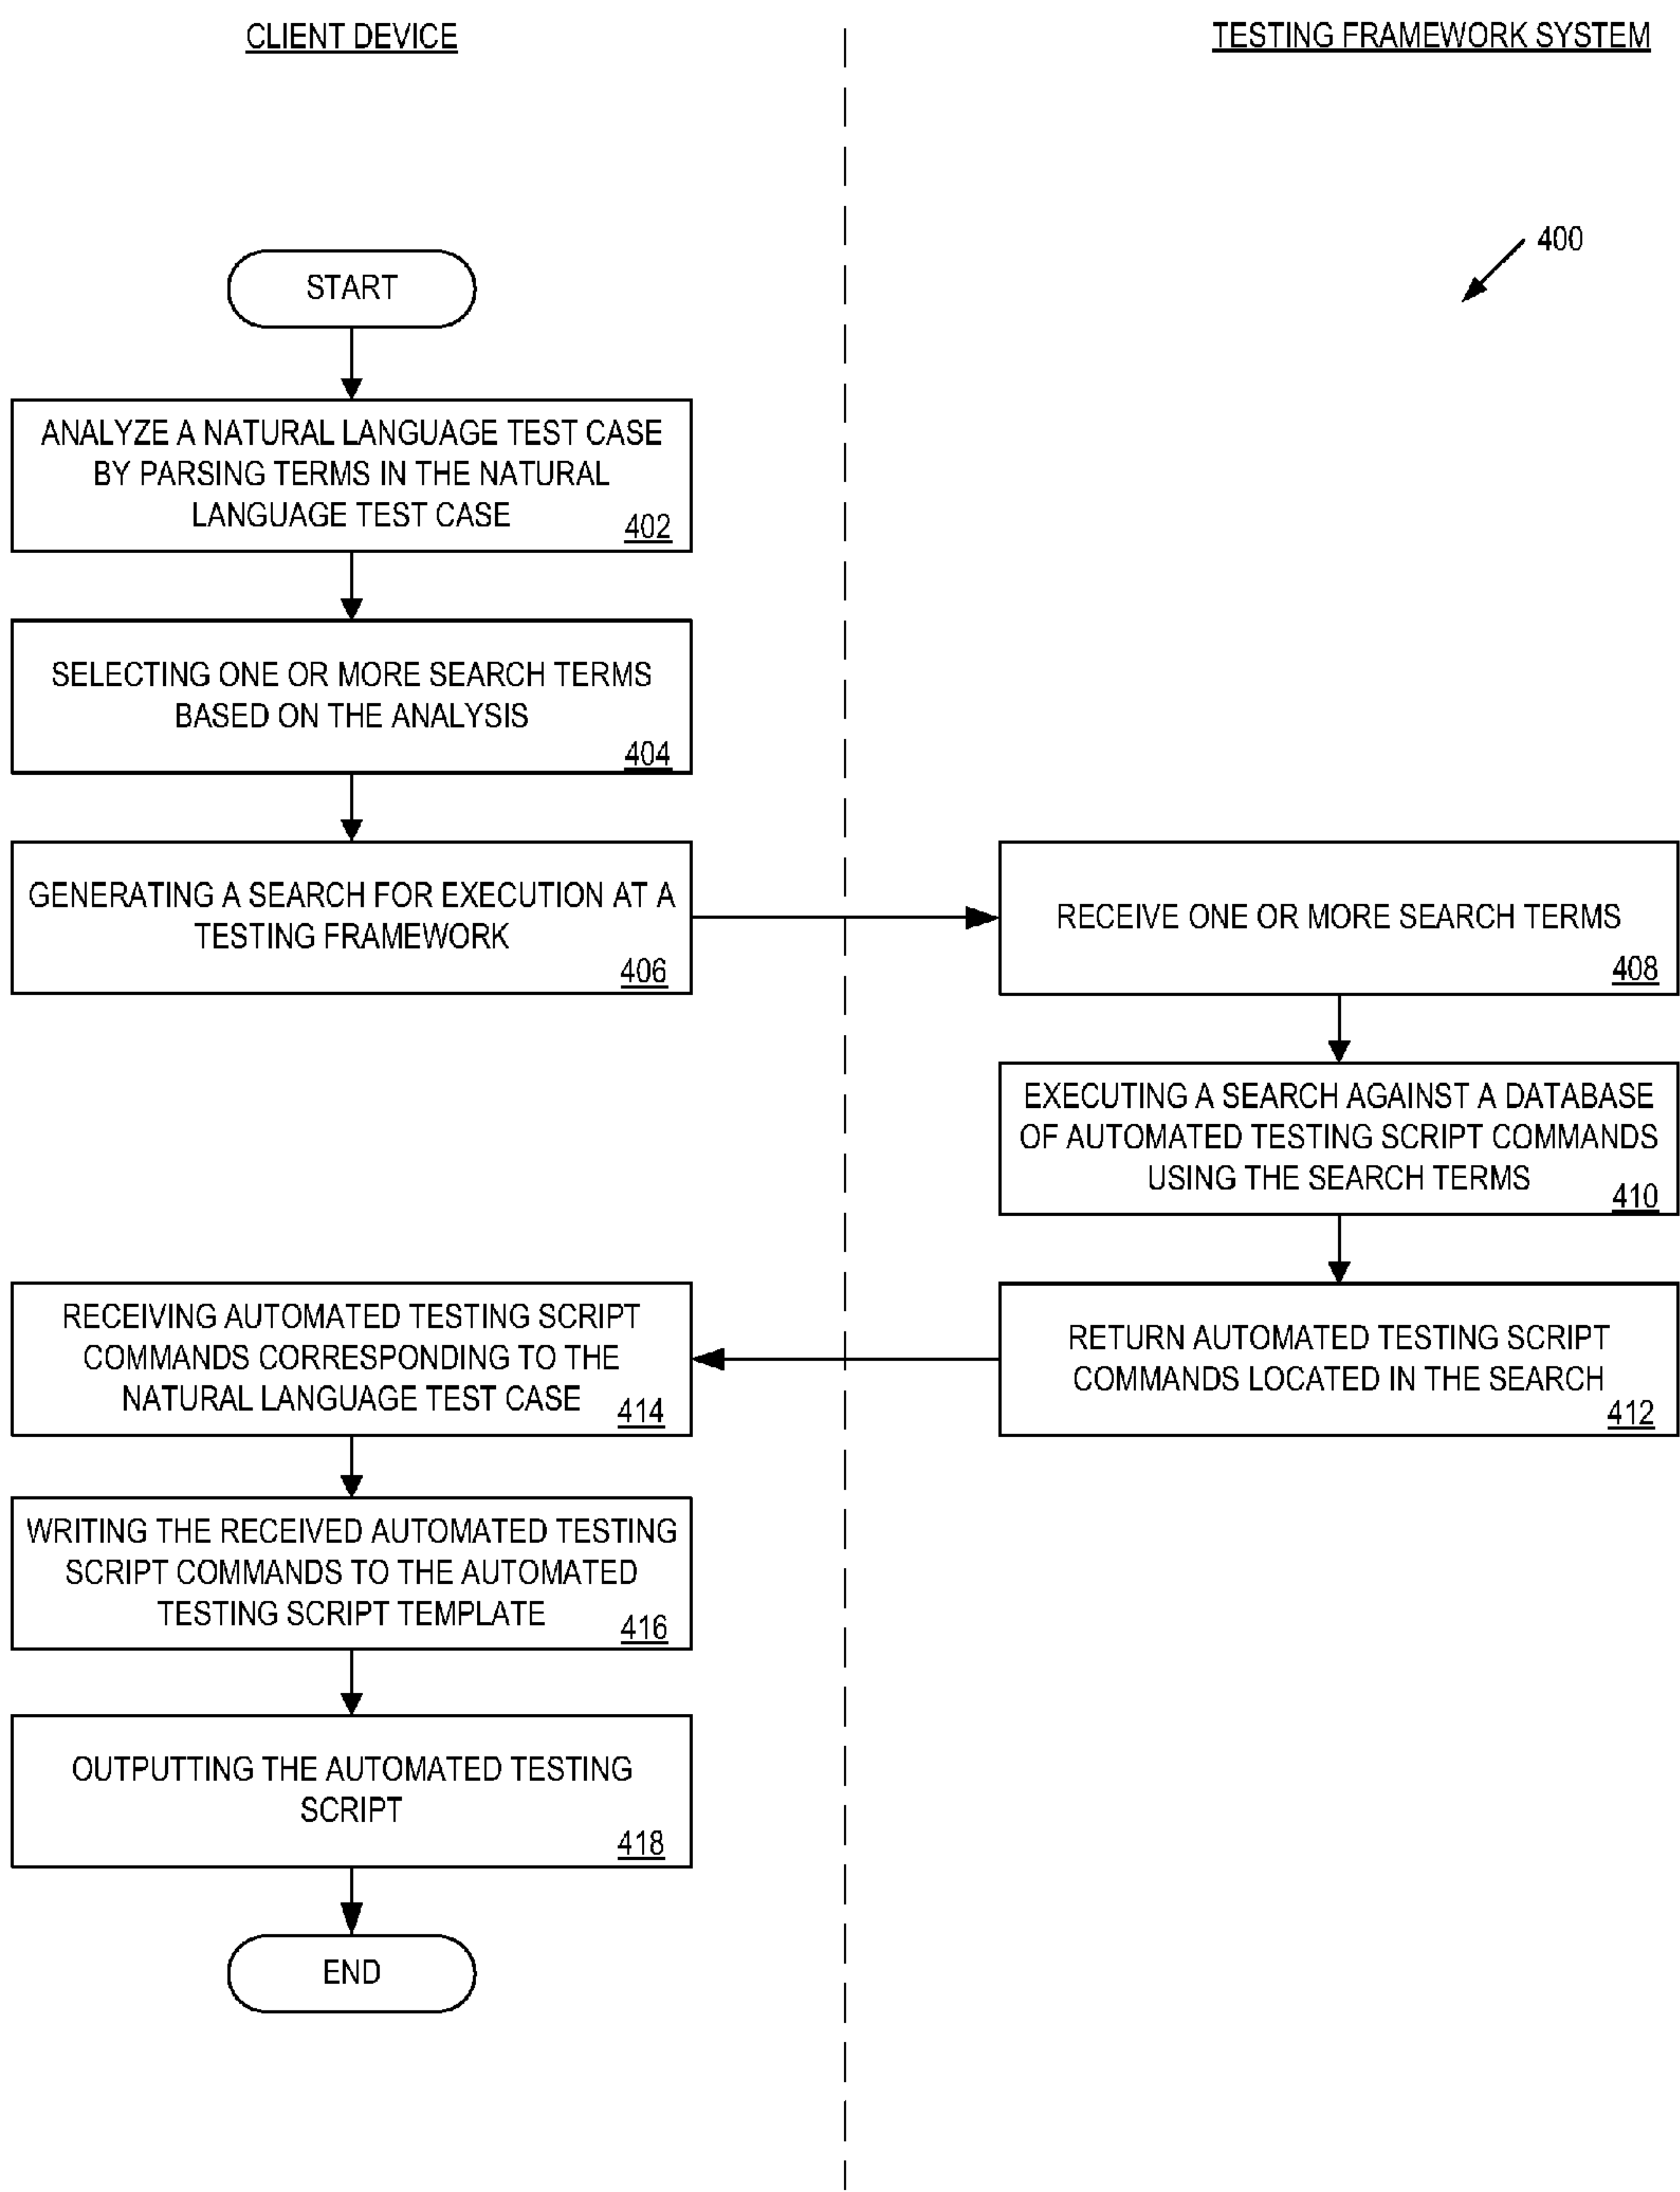 CLIENT DEVICE
TESTING FRAMEWORK SYSTEM
400
START
ANALYZE A NATURAL LANGUAGE TEST CASE
BY PARSING TERMS IN THE NATURAL
LANGUAGE TEST CASE
402
SELECTING ONE OR MORE SEARCH TERMS
BASED ON THE ANALYSIS
404
GENERATING A SEARCH FOR EXECUTION AT A
TESTING FRAMEWORK
406
RECEIVE ONE OR MORE SEARCH TERMS
408
EXECUTING A SEARCH AGAINST A DATABASE
OF AUTOMATED TESTING SCRIPT COMMANDS
USING THE SEARCH TERMS
410
RETURN AUTOMATED TESTING SCRIPT
COMMANDS LOCATED IN THE SEARCH
412
RECEIVING AUTOMATED TESTING SCRIPT
COMMANDS CORRESPONDING TO THE
NATURAL LANGUAGE TEST CASE
414
WRITING THE RECEIVED AUTOMATED TESTING
SCRIPT COMMANDS TO THE AUTOMATED
TESTING SCRIPT TEMPLATE
416
OUTPUTTING THE AUTOMATED TESTING
SCRIPT
418
END